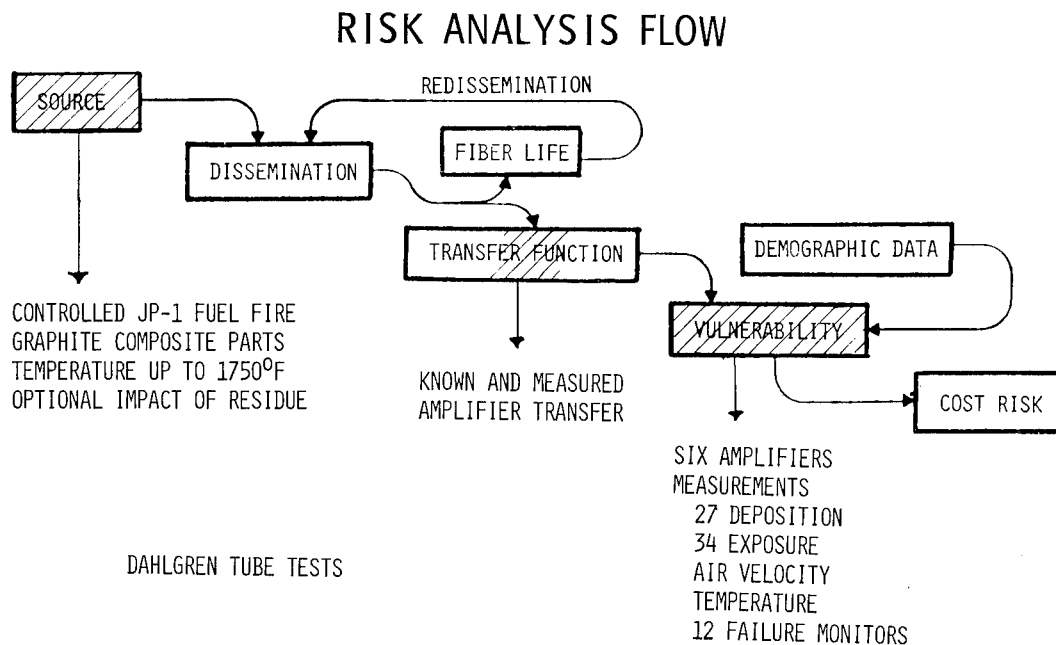 RISK ANALYSIS FLOW
SOURCE
REDISSEMINATION
FIBER LIFE
DISSEMINATION
TRANSFER FUNCTION
DEMOGRAPHIC DATA
VULNERABILITY
COST RISK
CONTROLLED JP-1 FUEL FIRE
GRAPHITE COMPOSITE PARTS
TEMPERATURE UP TO 1750°F
OPTIONAL IMPACT OF RESIDUE
KNOWN AND MEASURED
AMPLIFIER TRANSFER
SIX AMPLIFIERS
MEASUREMENTS
27 DEPOSITION
34 EXPOSURE
AIR VELOCITY
TEMPERATURE
12 FAILURE MONITORS
DAHLGREN TUBE TESTS